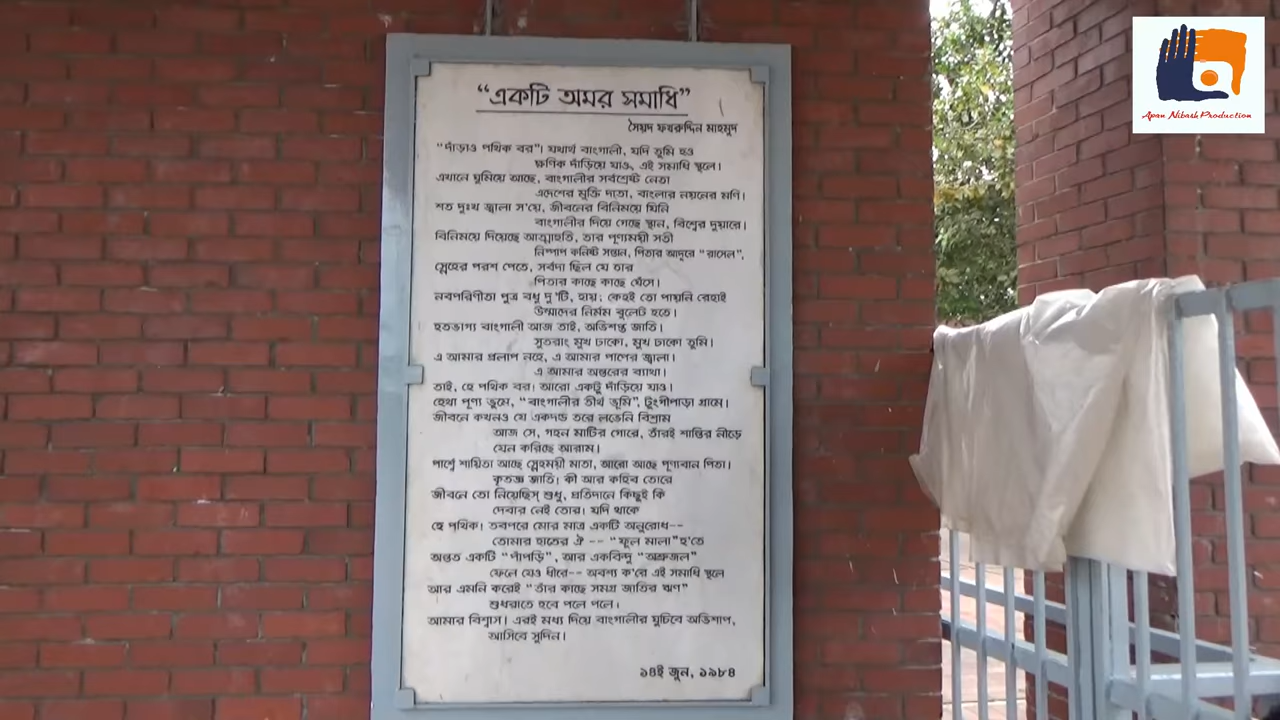 “একটি অমর সমাধি”
সৈয়দ ফখরুদ্দিন মাহমুদ
“দাঁড়াও পথিক বর”। যথার্থ বাংগালী, যদি তুমি হও
ক্ষণিক দাঁড়িয়ে যাও, এই সমাধি স্থলে।
এখানে ঘুমিয়ে আছে, বাংগালীর সর্বশ্রেষ্ট নেতা
এদেশের মুক্তি দাতা, বাংলার নয়নের মণি।
শত দুঃখ জ্বালা স'য়ে, জীবনের বিনিময়ে যিনি
বাংগালীর দিয়ে গেছে স্থান, বিশ্বের দুয়ারে।
বিনিময়ে দিয়েছে আত্মাহুতি, তার পূণ্যময়ী সতী
নিষ্পাপ কনিষ্ট সন্তান, পিতার আদুরে “রাসেল”,
স্নেহের পরশ পেতে, সর্বদা ছিল যে তার
পিতার কাছে কাছে ঘেঁসে।
নবপরিণীতা পুত্র বধু দু'টি, হায়; কেহই তো পায়নি রেহাই
উম্মাদের নির্মম বুলেট হতে।
হতভাগ্য বাংগালী আজ তাই, অভিশপ্ত জাতি।
সুতরাং মুখ ঢাকো, মুখ ঢাকো তুমি।
এ আমার প্রলাপ নহে, এ আমার পাপের জ্বালা।
এ আমার অন্তরের ব্যাথা।
তাই, হে পথিক বর। আরো একটু দাঁড়িয়ে যাও।
হেথা পূণ্য ভুমে, “বাংগালীর তীর্থ ভূমি”, টুংগীপাড়া গ্রামে।
জীবনে কখনও যে একদন্ড তরে লভেনি বিশ্রাম
আজ সে, গহন মাটির গোরে, তাঁরই শান্তির নীড়ে
যেন করিছে আরাম।
পার্শ্বে শায়িতা আছে স্নেহময়ী মাতা, আরো আছে পূণ্যবান পিতা।
কৃতজ্ঞ জাতি। কী আর কহিব তোরে
জীবনে তো নিয়েছিস্ শুধু, প্রতিদানে কিছুই কি
দেবার নেই তোর। যদি থাকে
হে পথিক। তবপরে মোর মাত্র একটি অনুরোধ--
তোমার হাতের ঐ -- “ফুল মালা” হ'তে
অন্তত একটি “পাঁপড়ি”, আর একবিন্দু “অশ্রুজল”
ফেলে যেও ধীরে-- অবশ্য ক'রে এই সমাধি স্থলে
আর এমনি করেই “তাঁর কাছে সমগ্র জাতির ঋণ”
শুধরাতে হবে পলে পলে।
আমার বিশ্বাস। এরই মধ্য দিয়ে বাংগালীর ঘুচিবে অভিশাপ,
আসিবে সুদিন।
১৪ই জুন, ১৯৮৪
Apan Nibash Production